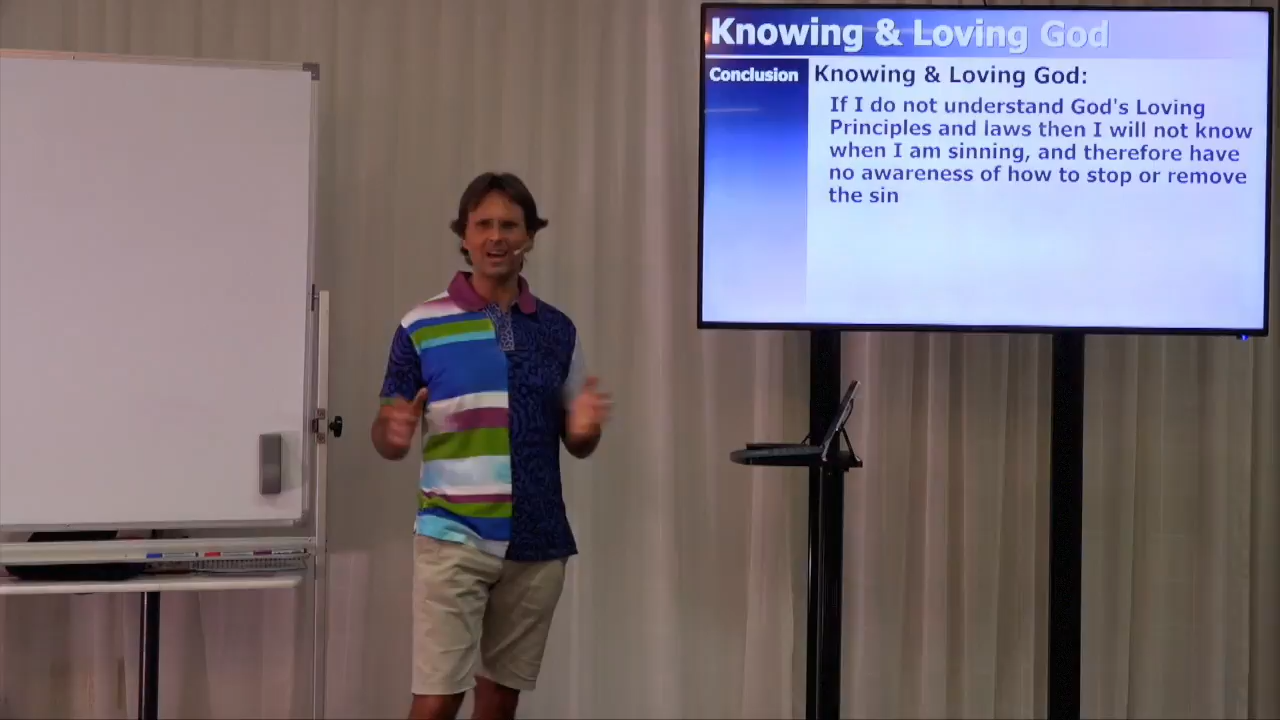 Knowing & Loving God
Conclusion
Knowing & Loving God:
If I do not understand God's Loving
Principles and laws then I will not know
when I am sinning, and therefore have
no awareness of how to stop or remove
the sin